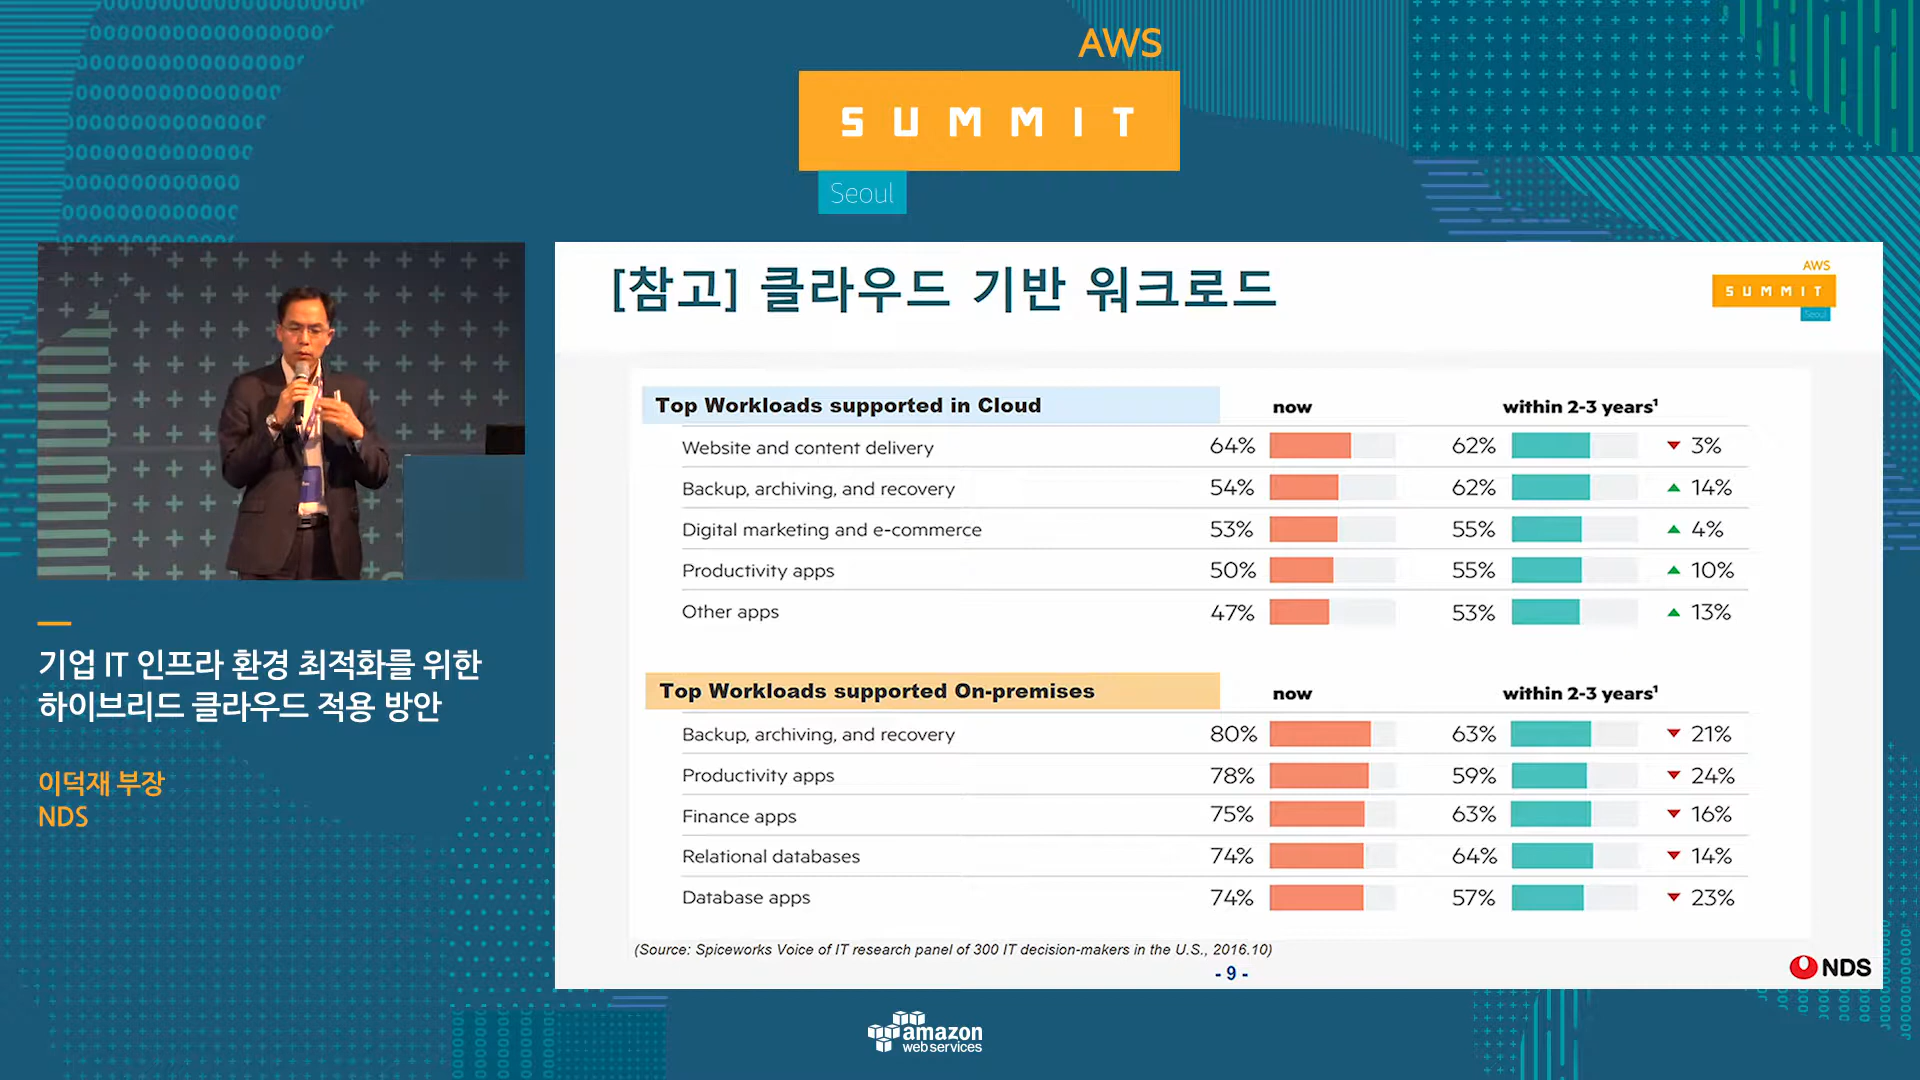 AWS
SUMMIT
Seoul
[참고] 클라우드 기반 워크로드
AWS
SUMMIT
Seoul
Top Workloads supported in Cloud now within 2-3 years¹
Website and content delivery 64% 62% ▼ 3%
Backup, archiving, and recovery 54% 62% ▲ 14%
Digital marketing and e-commerce 53% 55% ▲ 4%
Productivity apps 50% 55% ▲ 10%
Other apps 47% 53% ▲ 13%
Top Workloads supported On-premises now within 2-3 years¹
Backup, archiving, and recovery 80% 63% ▼ 21%
Productivity apps 78% 59% ▼ 24%
Finance apps 75% 63% ▼ 16%
Relational databases 74% 64% ▼ 14%
Database apps 74% 57% ▼ 23%
(Source: Spiceworks Voice of IT research panel of 300 IT decision-makers in the U.S., 2016.10)
- 9 -
NDS
기업 IT 인프라 환경 최적화를 위한
하이브리드 클라우드 적용 방안
이덕재 부장
NDS
amazon
web services